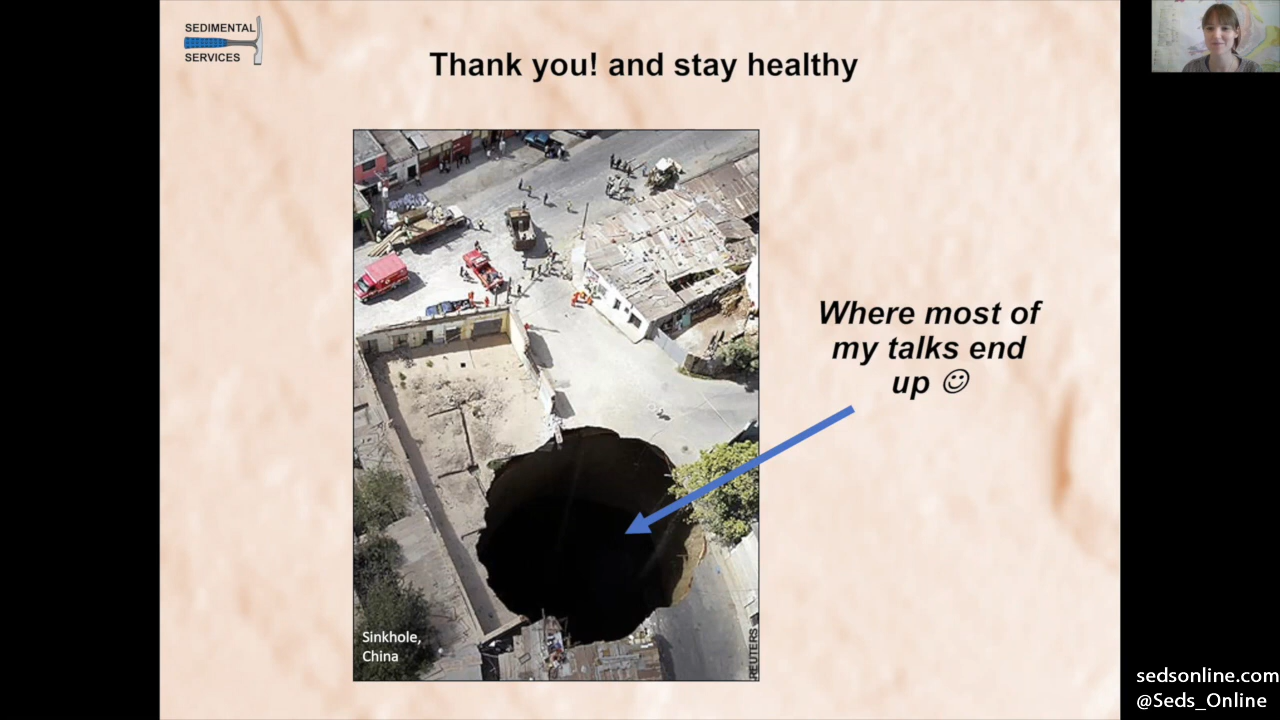 SEDIMENTAL
SERVICES
Thank you! and stay healthy
Where most of
my talks end
up ☺
Sinkhole,
China
REUTERS
sedsonline.com
@Seds_Online